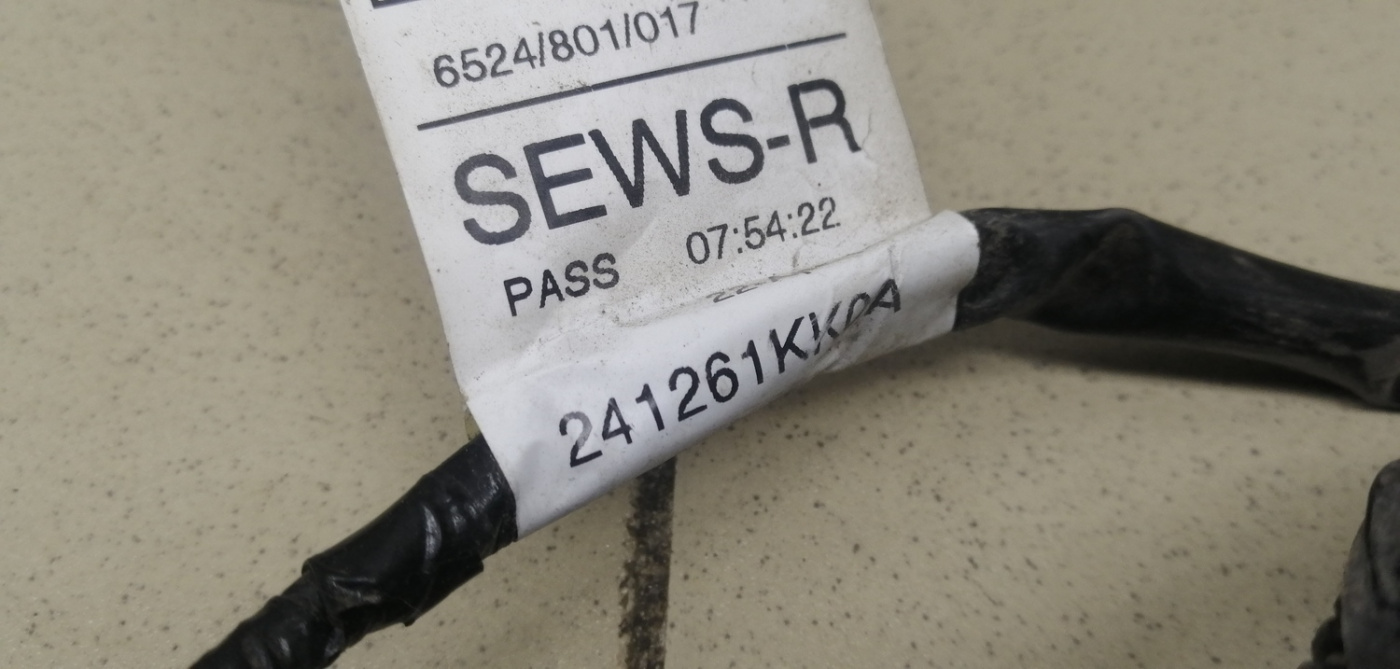 6524/801/017
SEWS-R
PASS 07:54:22
241261KK0A